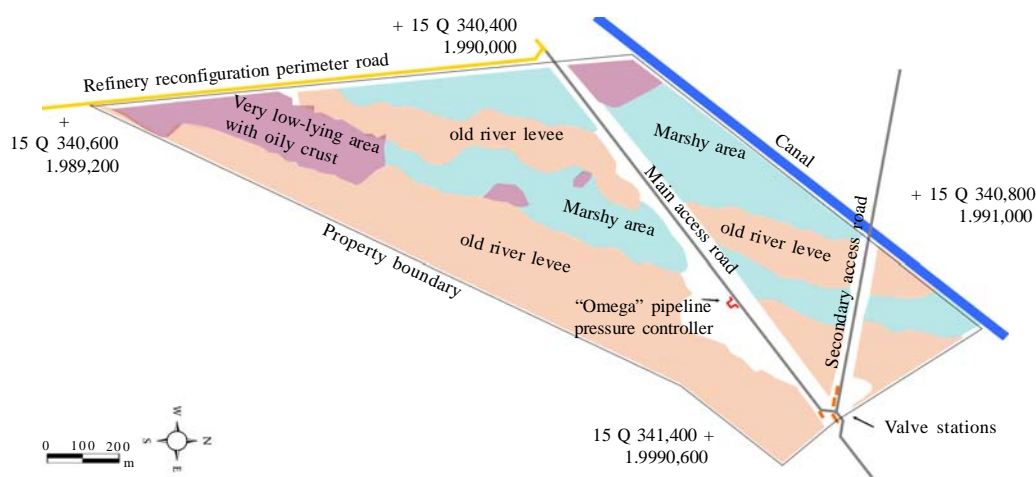 + 15 Q 340,400
1.990,000
Refinery reconfiguration perimeter road
+
15 Q 340,600
1.989,200
Very low-lying area
with oily crust
old river levee
Marshy area
Canal
Main access road
+ 15 Q 340,800
1.991,000
Marshy area
old river levee
Secondary access road
old river levee
Property boundary
“Omega” pipeline
pressure controller
Valve stations
15 Q 341,400 +
1.9990,600
W
S
N
E
0 100 200
m